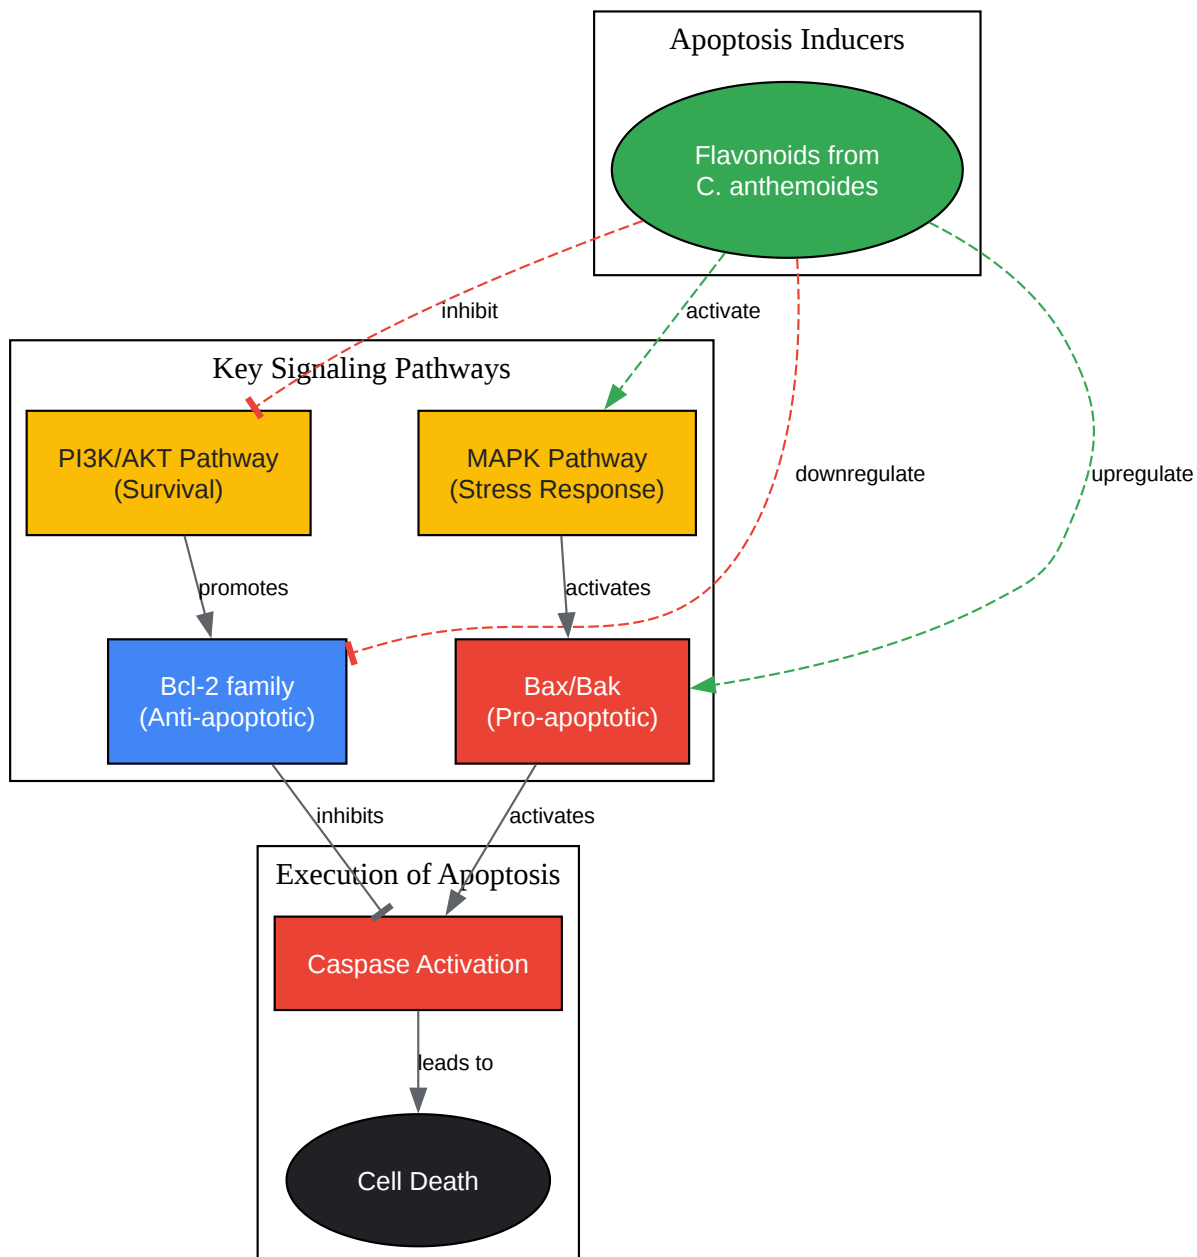 Apoptosis Inducers
Flavonoids from
C. anthemoides
inhibit
activate
Key Signaling Pathways
PI3K/AKT Pathway
(Survival)
MAPK Pathway
(Stress Response)
downregulate
upregulate
promotes
activates
Bcl-2 family
(Anti-apoptotic)
Bax/Bak
(Pro-apoptotic)
inhibits
activates
Execution of Apoptosis
Caspase Activation
leads to
Cell Death